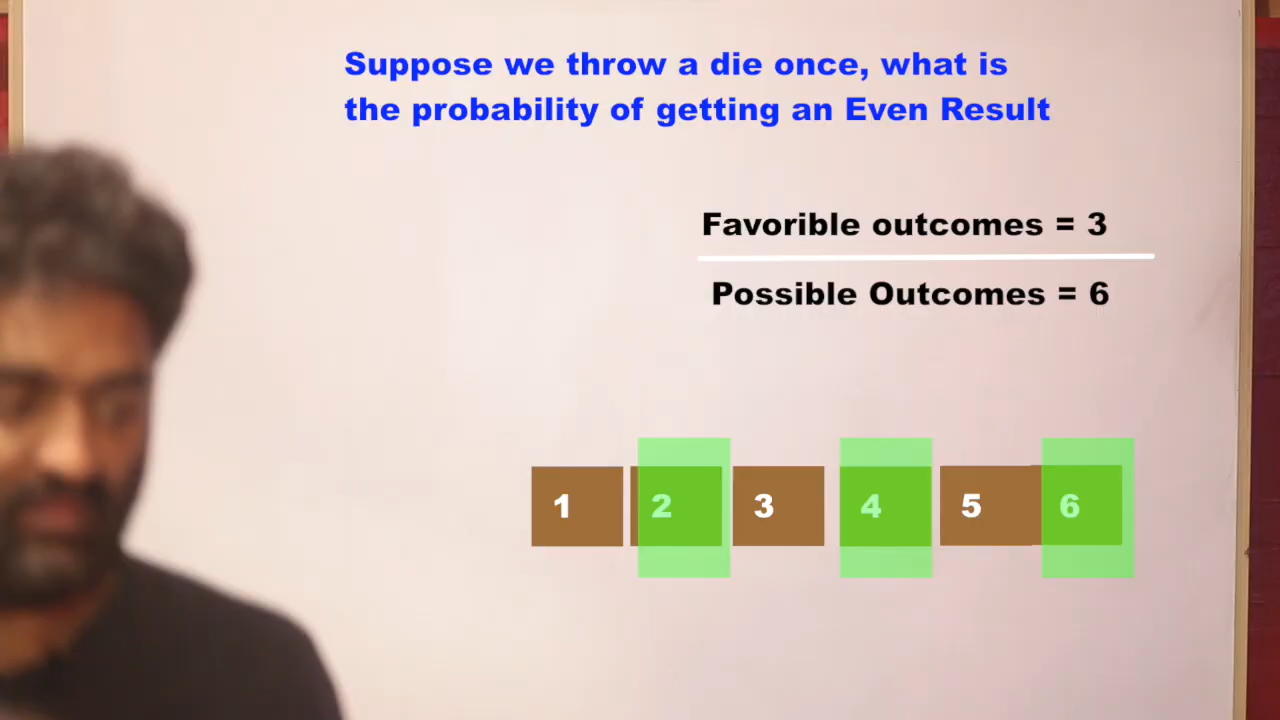 Suppose we throw a die once, what is
the probability of getting an Even Result
Favorible outcomes = 3
Possible Outcomes = 6
1 2 3 4 5 6